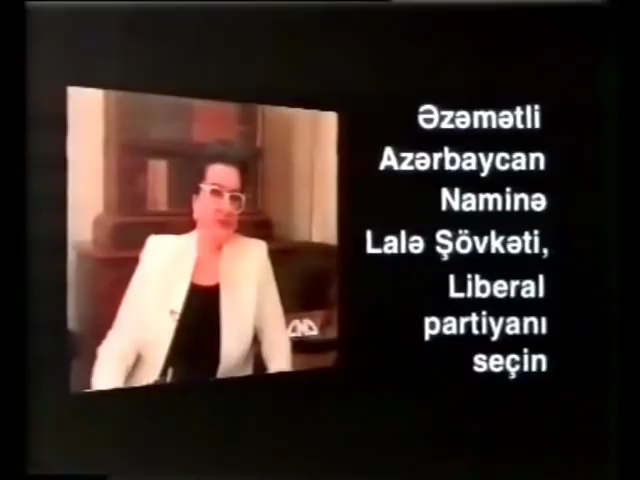 Əzəmətli
Azərbaycan
Naminə
Lalə Şövkəti,
Liberal
partiyanı
seçin